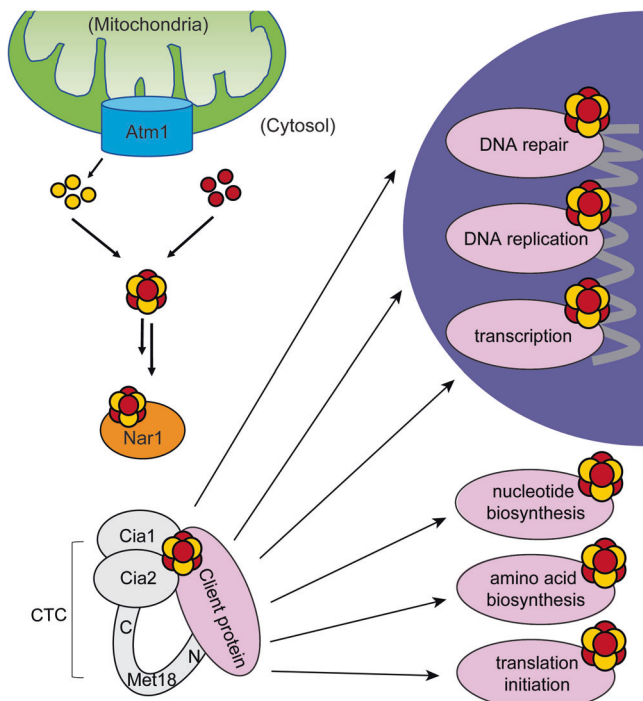 (Mitochondria)
Atm1
(Cytosol)
DNA repair
DNA replication
transcription
Nar1
Cia1
Cia2
Client protein
CTC
C
N
Met18
nucleotide
biosynthesis
amino acid
biosynthesis
translation
initiation